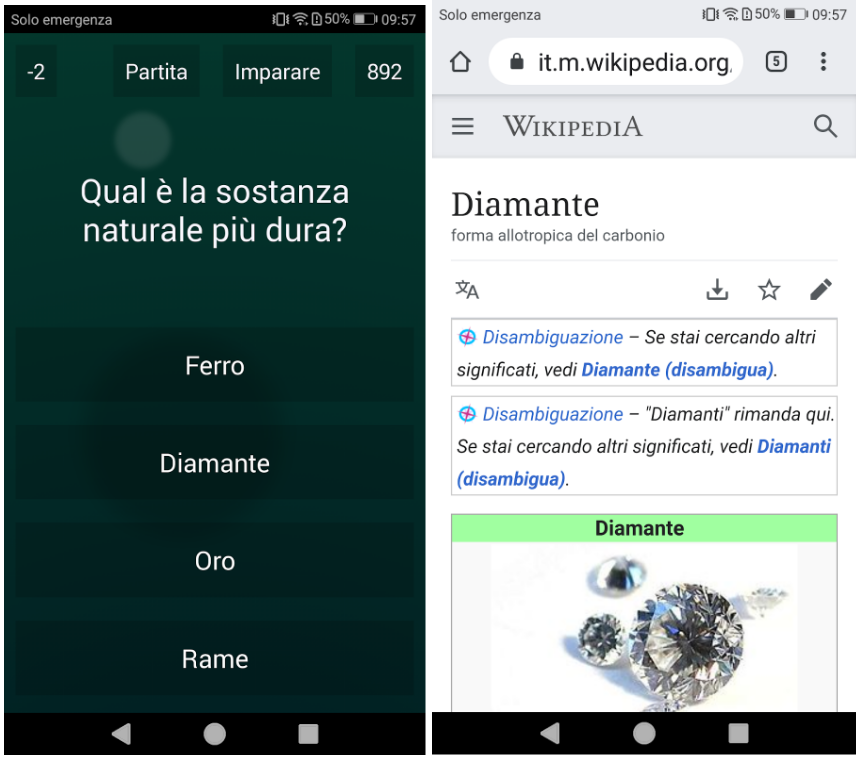 Solo emergenza 50% 09:57
-2 Partita Imparare 892
Qual è la sostanza
naturale più dura?
Ferro
Diamante
Oro
Rame
Solo emergenza 50% 09:57
it.m.wikipedia.org 5
WIKIPEDIA
Diamante
forma allotropica del carbonio
Disambiguazione – Se stai cercando altri
significati, vedi Diamante (disambigua).
Disambiguazione – "Diamanti" rimanda qui.
Se stai cercando altri significati, vedi Diamanti
(disambigua).
Diamante